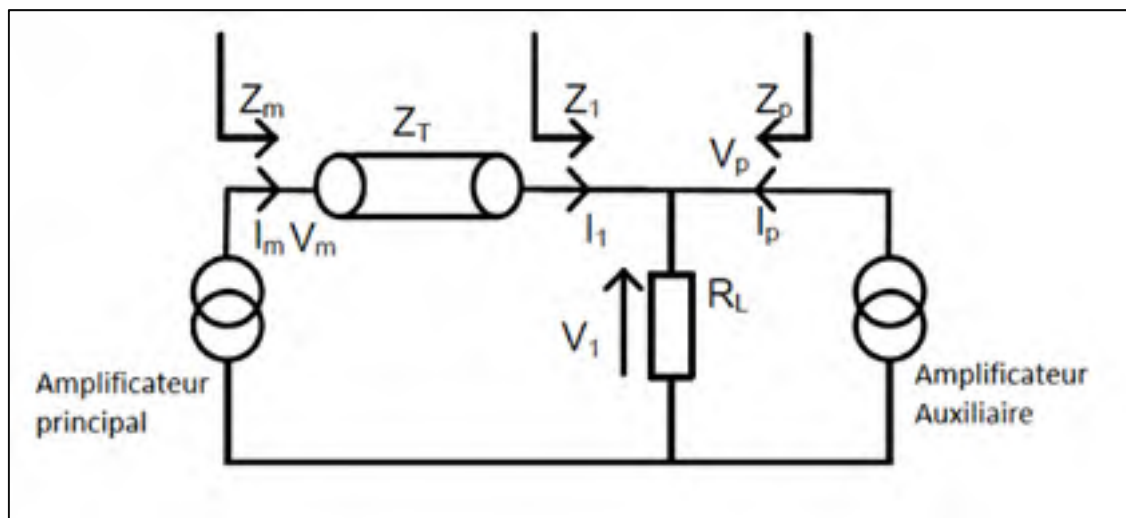 Zm
Z1
Zp
ZT
Vp
Im Vm
I1
Ip
RL
V1
Amplificateur
principal
Amplificateur
Auxiliaire